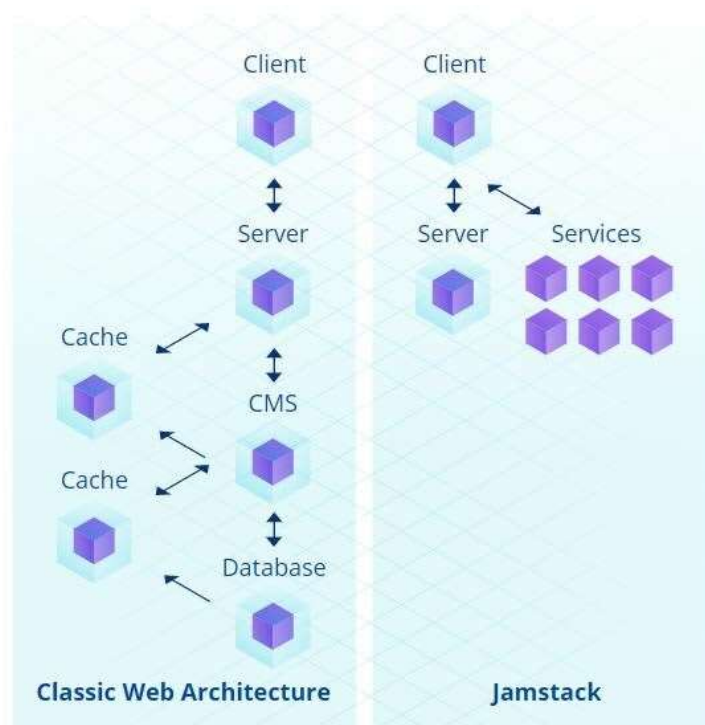 Client
Server
Cache
CMS
Cache
Database
Classic Web Architecture
Client
Server
Services
Jamstack